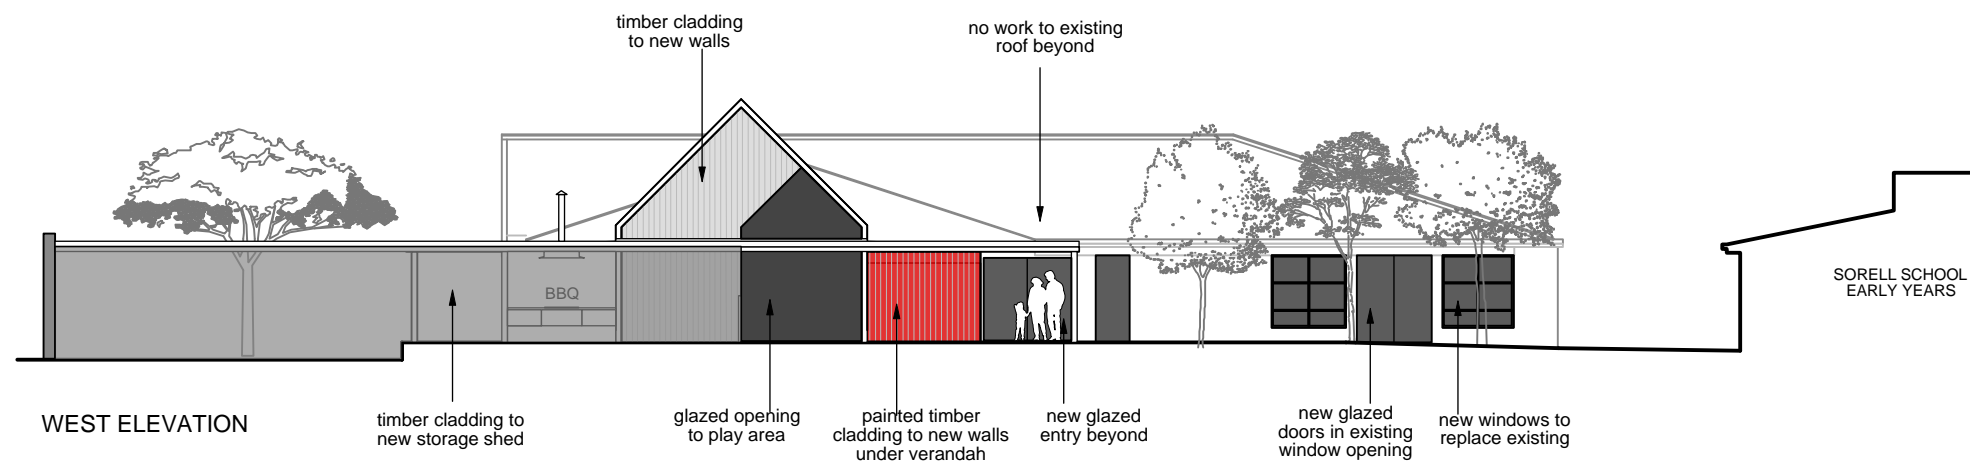 timber cladding
to new walls
no work to existing
roof beyond
BBQ
SORELL SCHOOL
EARLY YEARS
WEST ELEVATION
timber cladding to
new storage shed
glazed opening
to play area
painted timber
cladding to new walls
under verandah
new glazed
entry beyond
new glazed
doors in existing
window opening
new windows to
replace existing